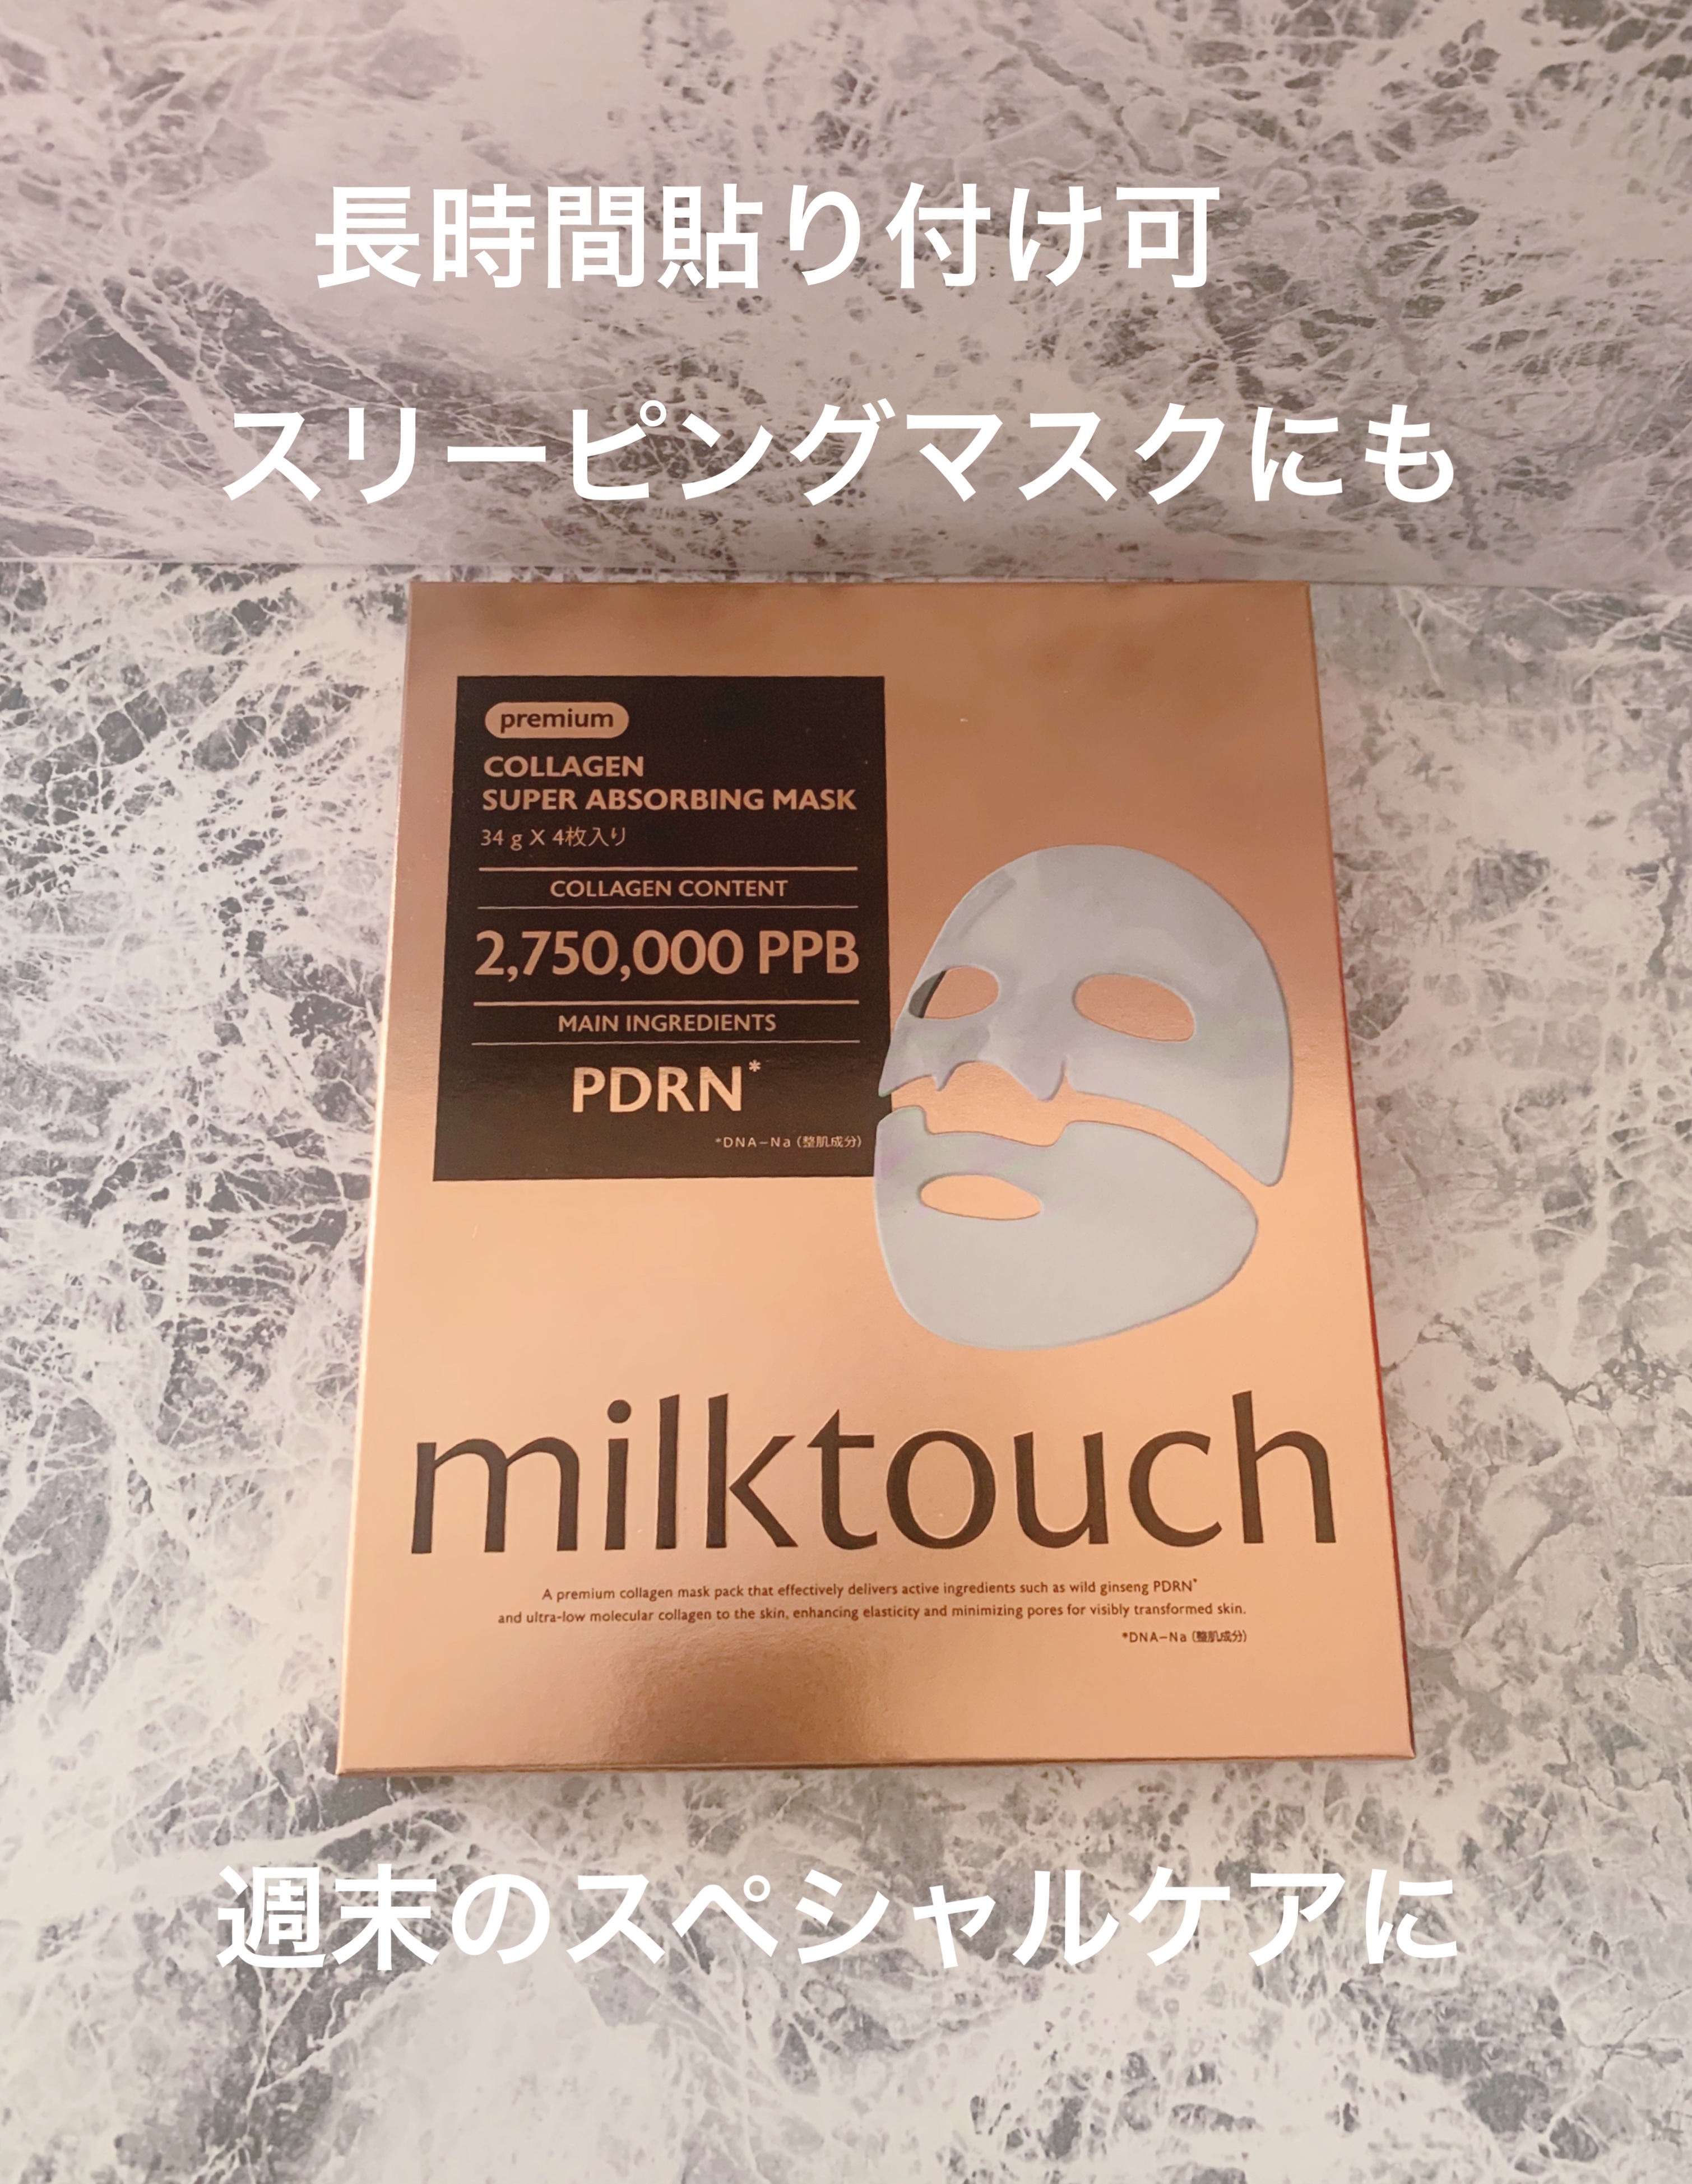 長時間貼り付け可
スリーピングマスクにも
premium
COLLAGEN
SUPER ABSORBING MASK
34 g X 4枚入り
COLLAGEN CONTENT
2,750,000 PPB
MAIN INGREDIENTS
PDRN*
*DNA-Na (整肌成分)
milktouch
A premium collagen mask pack that effectively delivers active ingredients such as wild ginseng PDRN*
and ultra-low molecular collagen to the skin, enhancing elasticity and minimizing pores for visibly transformed skin.
*DNA-Na (整肌成分)
週末のスペシャルケアに